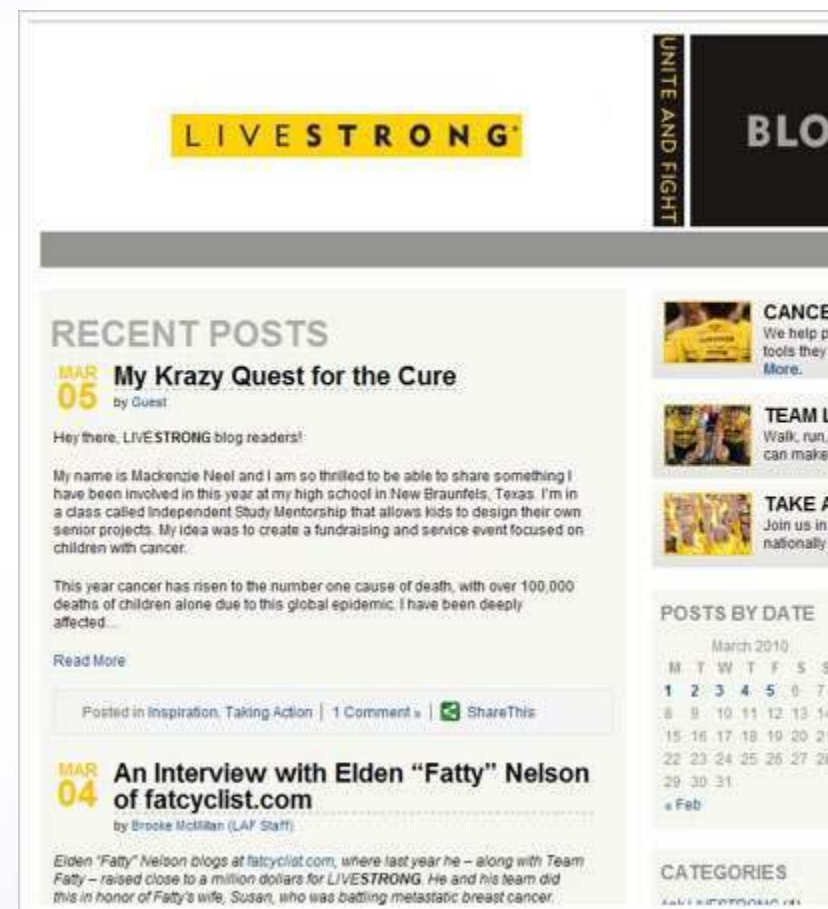 LIVESTRONG®
UNITE AND FIGHT
BLO
RECENT POSTS
MAR
05
My Krazy Quest for the Cure
by Guest
Hey there, LIVESTRONG blog readers!
My name is Mackenzie Neel and I am so thrilled to be able to share something I
have been involved in this year at my high school in New Braunfels, Texas. I'm in
a class called Independent Study Mentorship that allows kids to design their own
senior projects. My idea was to create a fundraising and service event focused on
children with cancer.
This year cancer has risen to the number one cause of death, with over 100,000
deaths of children alone due to this global epidemic. I have been deeply
affected...
Read More
Posted in Inspiration, Taking Action | 1 Comment » | ShareThis
MAR
04
An Interview with Elden “Fatty” Nelson
of fatcyclist.com
by Brooke McMillan (LAF Staff)
Elden "Fatty" Nelson blogs at fatcyclist.com, where last year he – along with Team
Fatty – raised close to a million dollars for LIVESTRONG. He and his team did
this in honor of Fatty's wife, Susan, who was battling metastatic breast cancer.
CANCE
We help p
tools they
More.
TEAM L
Walk, run,
can make
TAKE A
Join us in
nationally
POSTS BY DATE
March 2010
M T W T F S S
1 2 3 4 5 6 7
8 9 10 11 12 13 14
15 16 17 18 19 20 21
22 23 24 25 26 27 28
29 30 31
« Feb
CATEGORIES